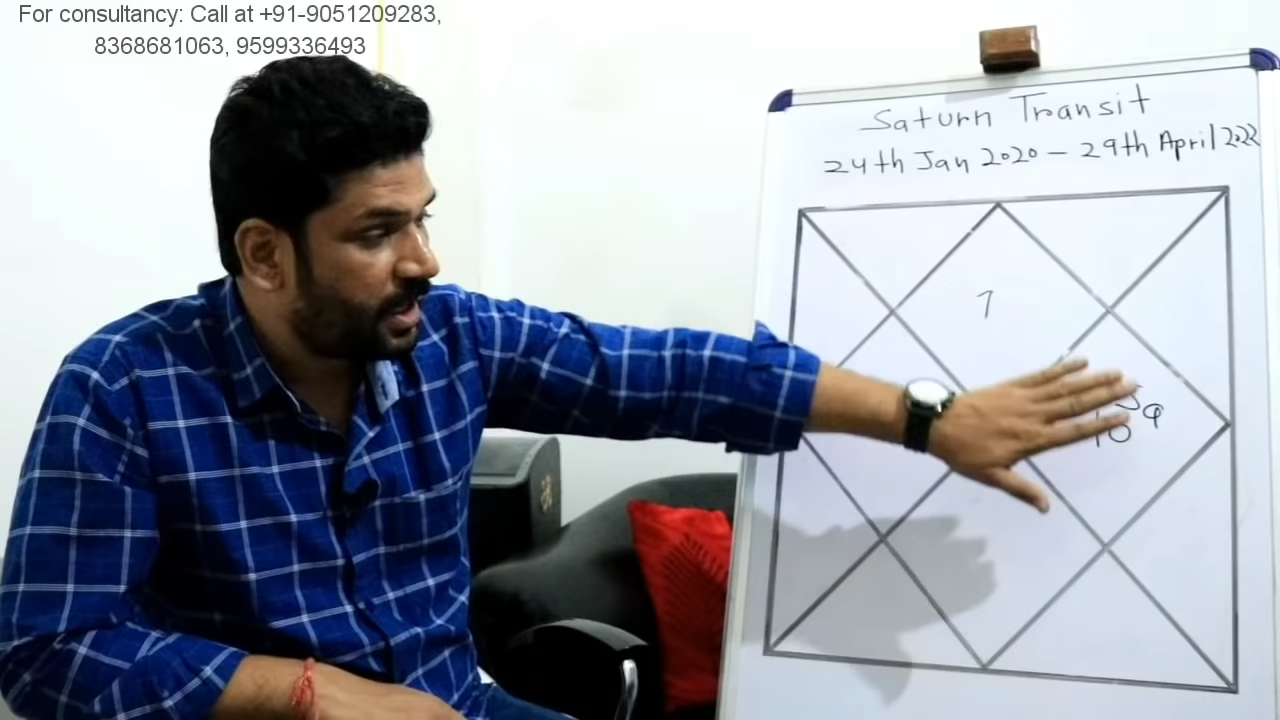 For consultancy: Call at +91-9051209283,
8368681063, 9599336493
Saturn Transit
24th Jan 2020 - 29th April 2022
7
10